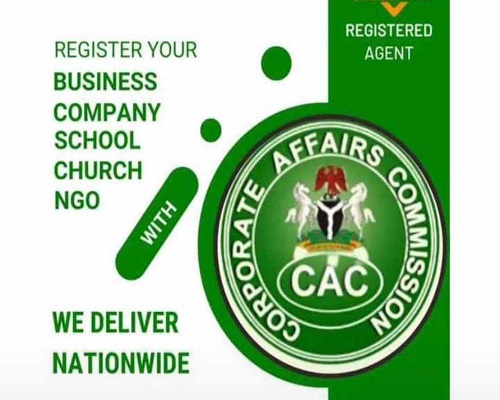 REGISTERED
AGENT
REGISTER YOUR
BUSINESS
COMPANY
SCHOOL
CHURCH
NGO
WITH
CORPORATE AFFAIRS COMMISSION
CAC
WE DELIVER
NATIONWIDE